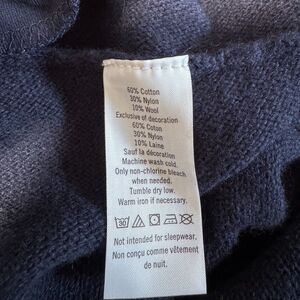 60% Cotton
30% Nylon
10% Wool
Exclusive of decoration
60% Coton
30% Nylon
10% Laine
Sauf la décoration
Machine wash cold.
Only non-chlorine bleach
when needed.
Tumble dry low.
Warm iron if necessary.
30
Not intended for sleepwear.
Non conçu comme vêtement
de nuit.